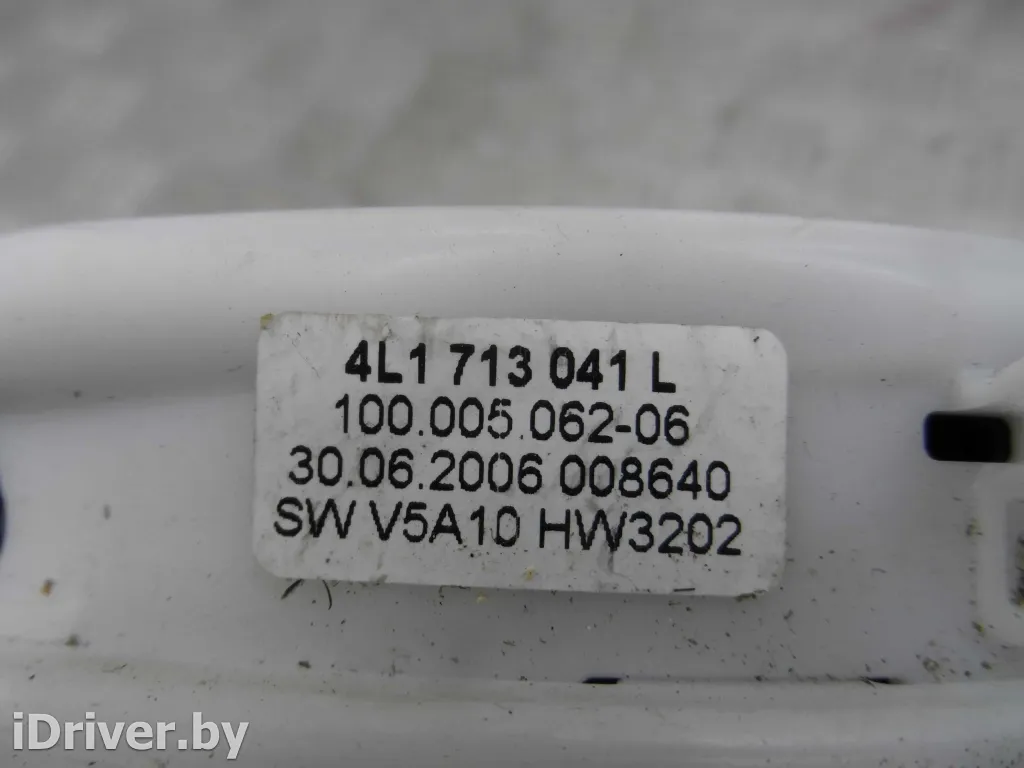 4L1 713 041 L
100.005.062-06
30.06.2006 008640
SW V5A10 HW3202
iDriver.by